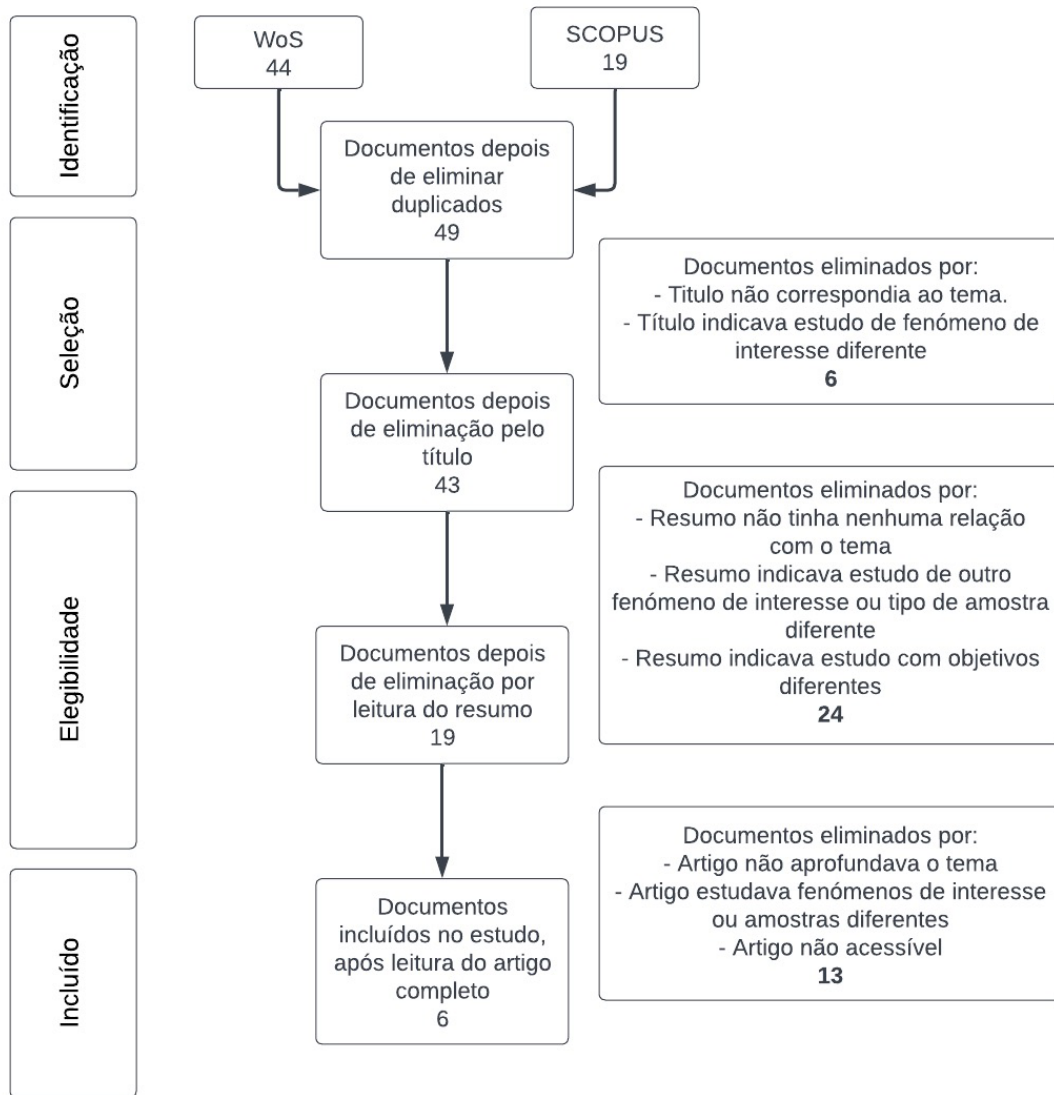 Identificação
WoS
44
SCOPUS
19
Documentos depois
de eliminar
duplicados
49
Seleção
Documentos eliminados por:
- Titulo não correspondia ao tema.
- Título indicava estudo de fenómeno de
interesse diferente
6
Documentos depois
de eliminação pelo
título
43
Elegibilidade
Documentos eliminados por:
- Resumo não tinha nenhuma relação
com o tema
- Resumo indicava estudo de outro
fenómeno de interesse ou tipo de amostra
diferente
- Resumo indicava estudo com objetivos
diferentes
24
Documentos depois
de eliminação por
leitura do resumo
19
Incluído
Documentos eliminados por:
- Artigo não aprofundava o tema
- Artigo estudava fenómenos de interesse
ou amostras diferentes
- Artigo não acessível
13
Documentos
incluídos no estudo,
após leitura do artigo
completo
6